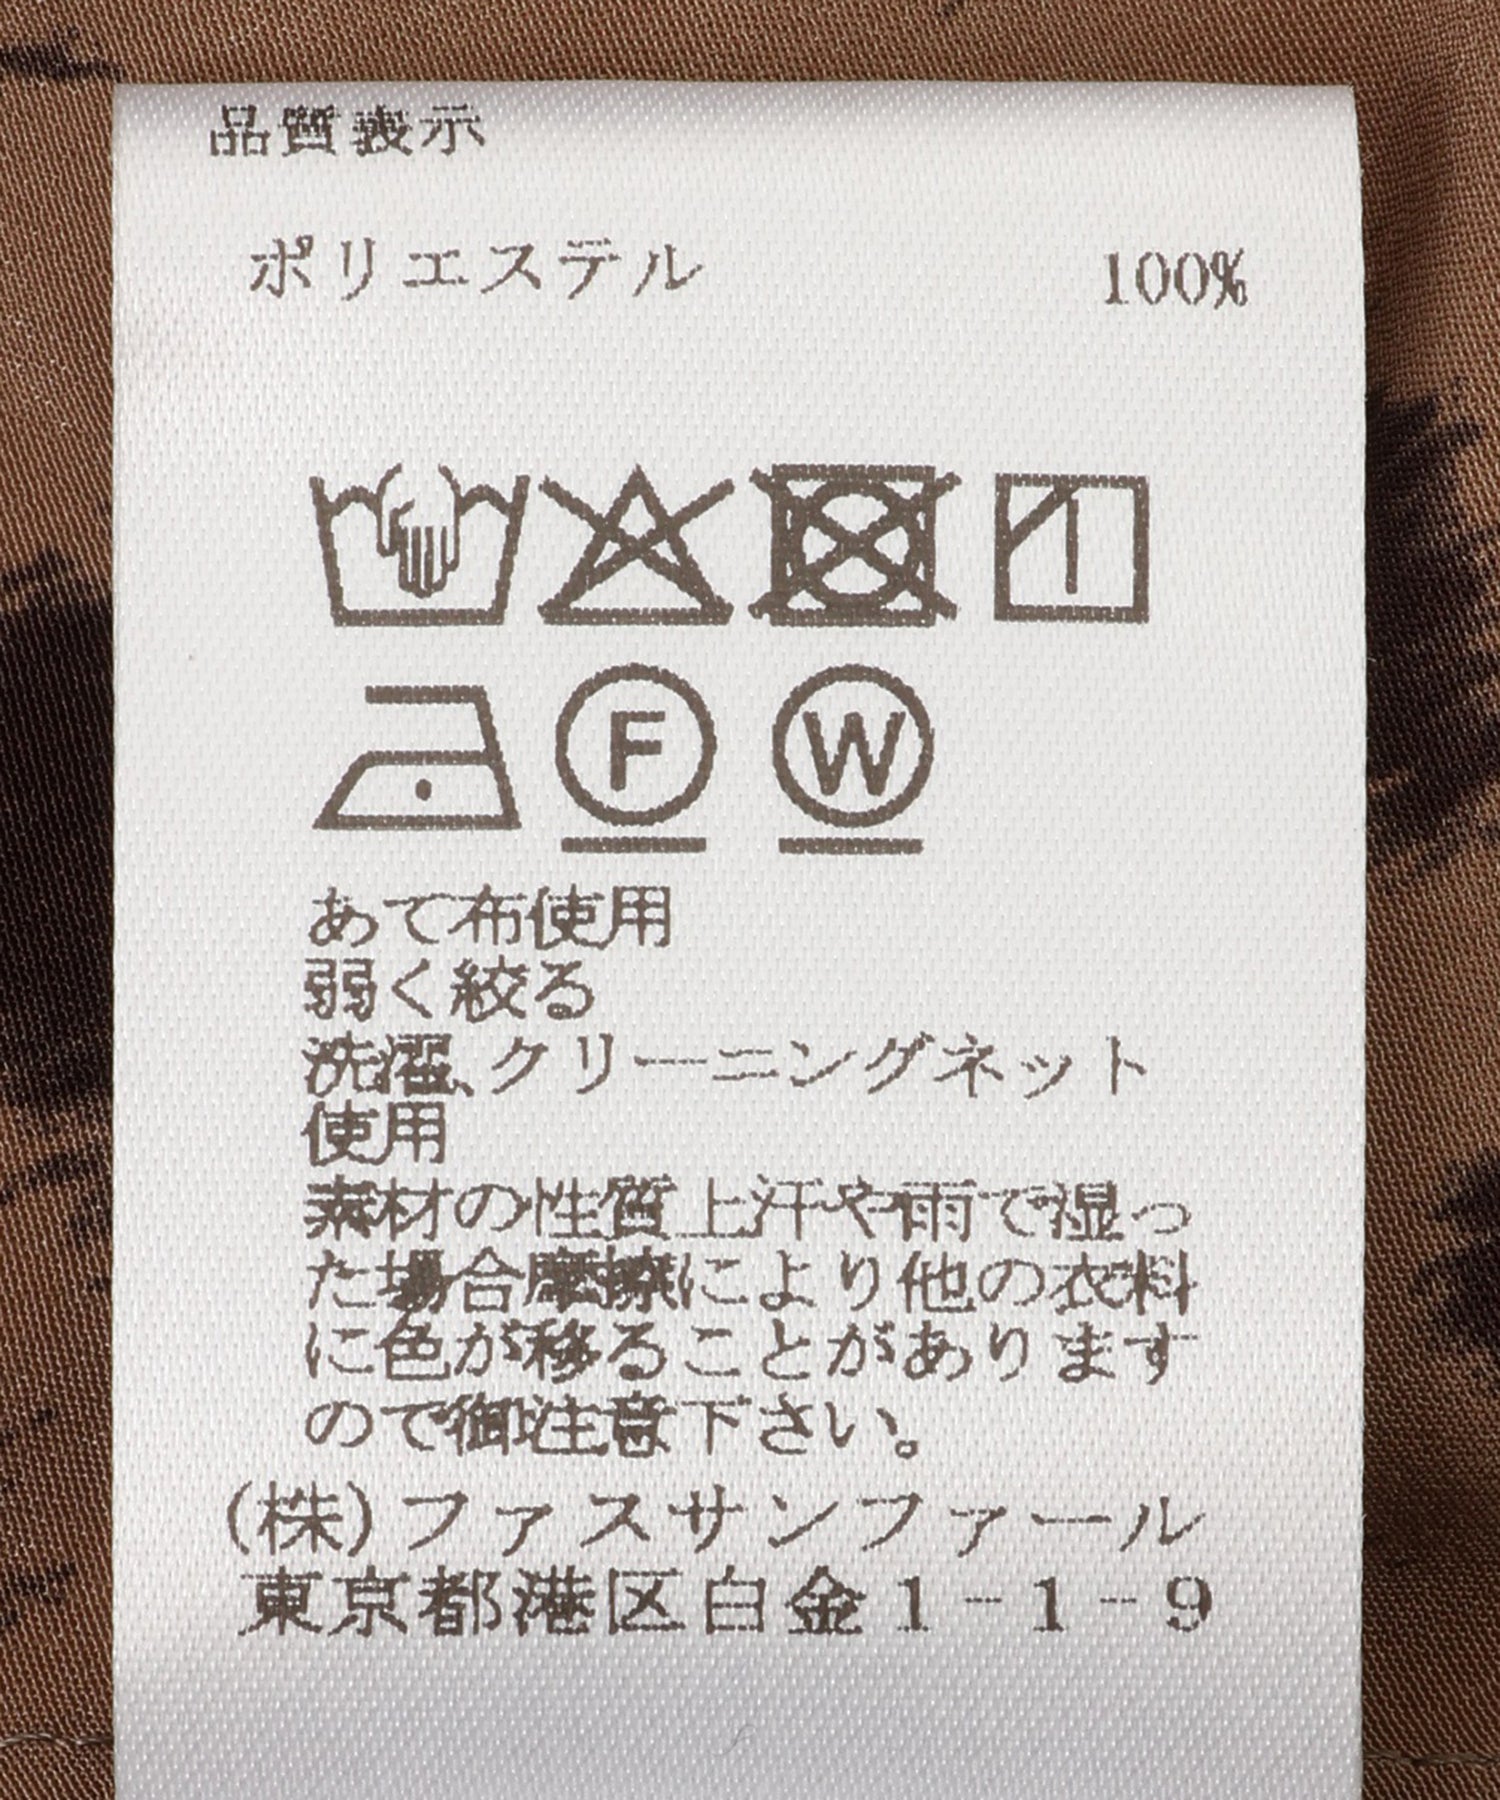 品質表示
ポリエステル 100%
F W
あて布使用
弱く絞る
洗濯、クリーニングネット
使用
素材の性質上汗や雨で湿っ
た場合摩擦により他の衣料
に色が移ることがあります
ので御注意下さい。
(株)ファスサンファール
東京都港区白金1-1-9